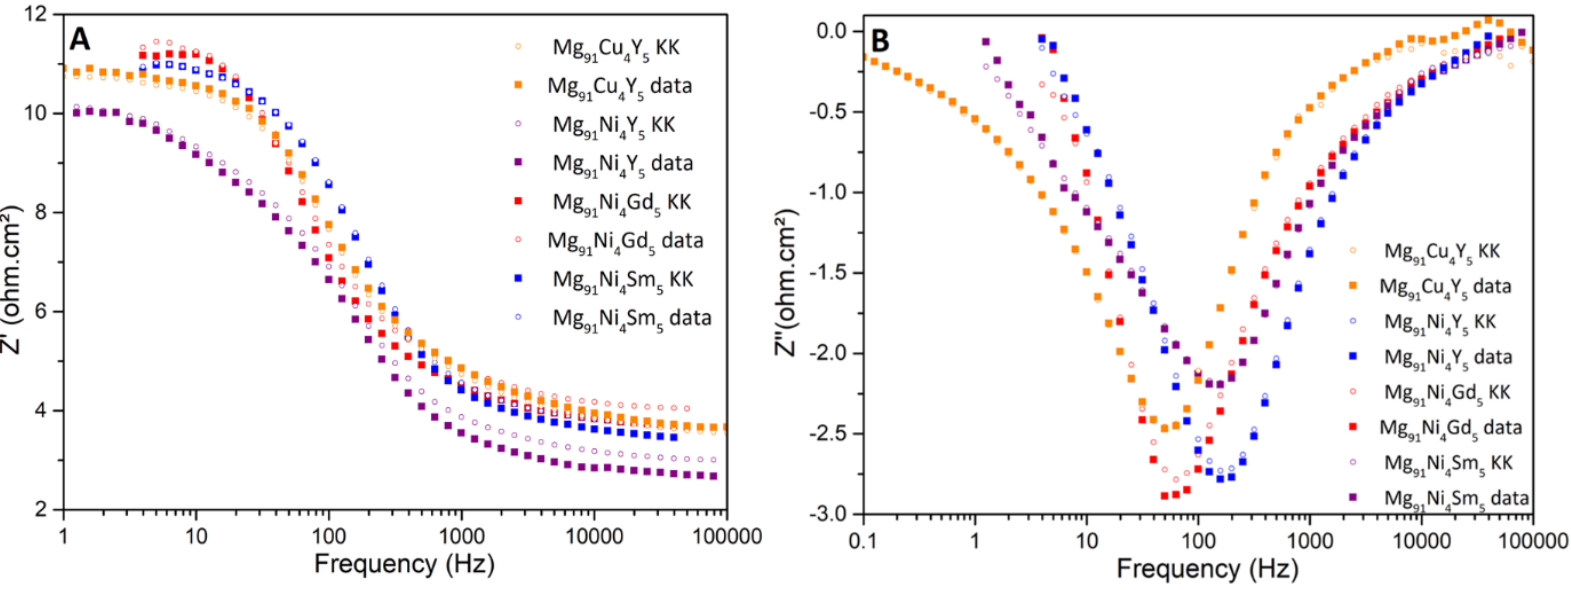 A
12
10
8
6
4
2
Z' (ohm.cm²)
Mg₉₁Cu₄Y₅ KK
Mg₉₁Cu₄Y₅ data
Mg₉₁Ni₄Y₅ KK
Mg₉₁Ni₄Y₅ data
Mg₉₁Ni₄Gd₅ KK
Mg₉₁Ni₄Gd₅ data
Mg₉₁Ni₄Sm₅ KK
Mg₉₁Ni₄Sm₅ data
1 10 100 1000 10000 100000
Frequency (Hz)
B
0.0
-0.5
-1.0
-1.5
-2.0
-2.5
-3.0
Z"(ohm.cm²)
Mg₉₁Cu₄Y₅ KK
Mg₉₁Cu₄Y₅ data
Mg₉₁Ni₄Y₅ KK
Mg₉₁Ni₄Y₅ data
Mg₉₁Ni₄Gd₅ KK
Mg₉₁Ni₄Gd₅ data
Mg₉₁Ni₄Sm₅ KK
Mg₉₁Ni₄Sm₅ data
0.1 1 10 100 1000 10000 100000
Frequency (Hz)